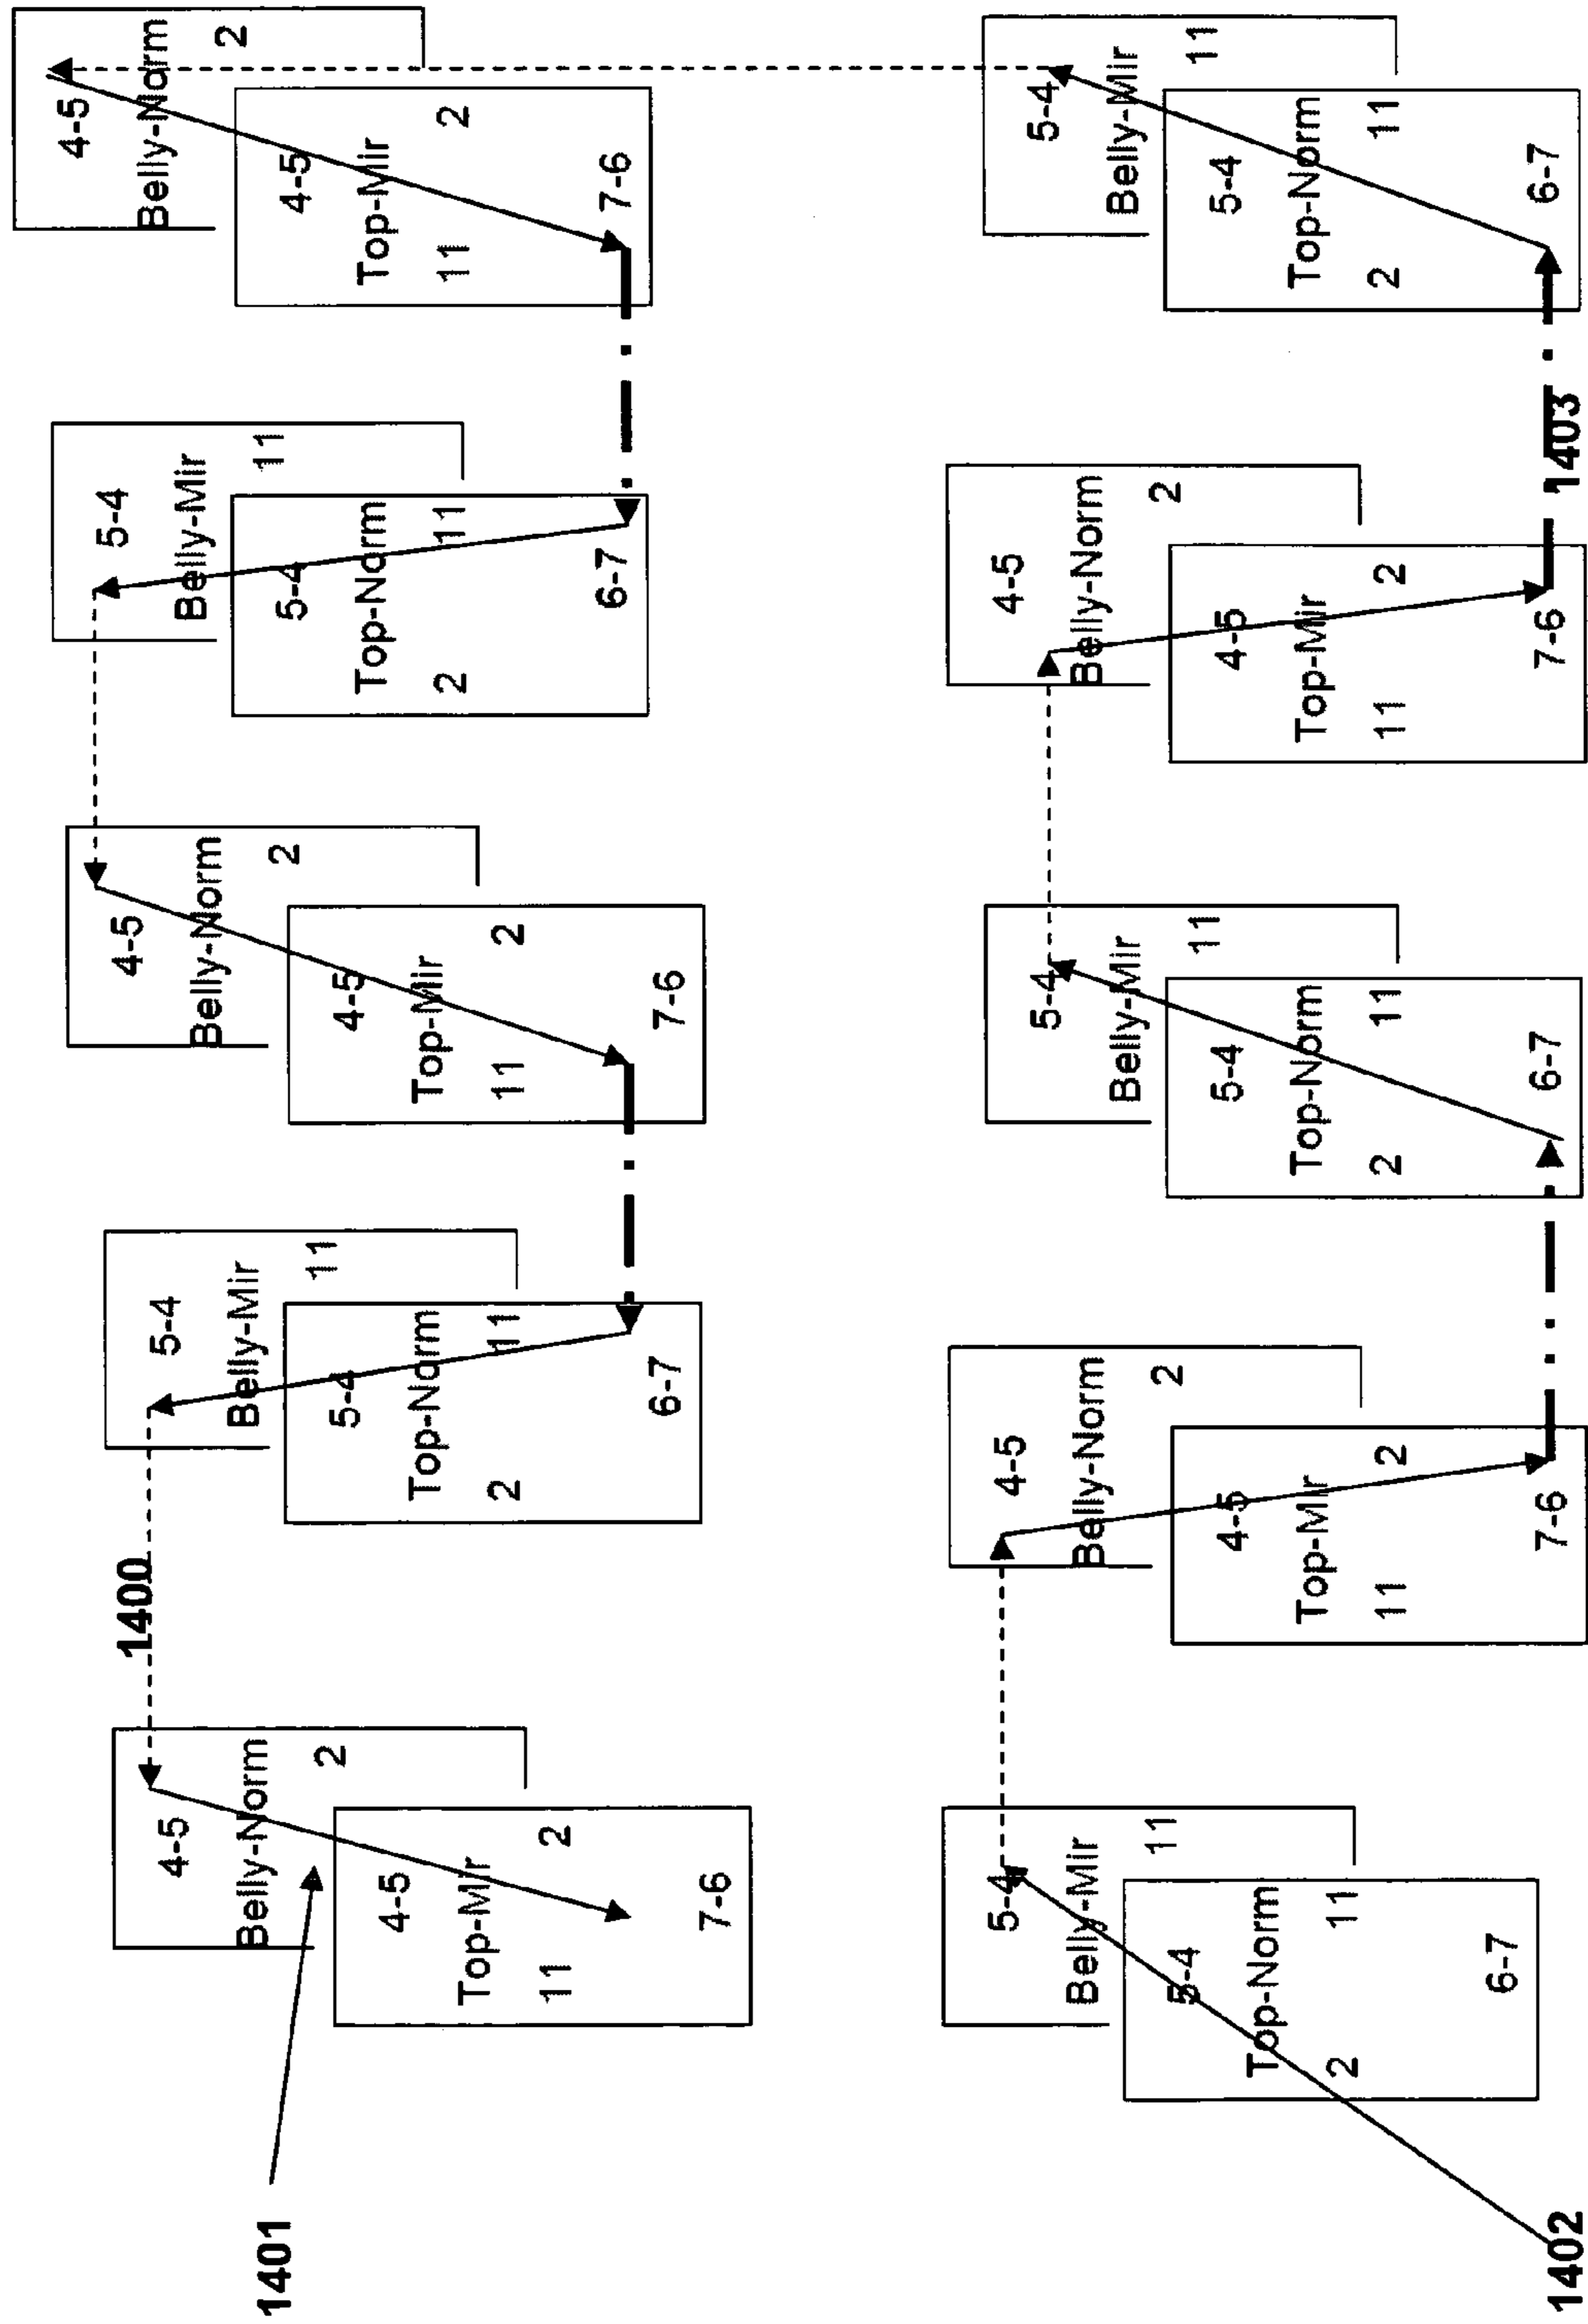 1401
4-5
Belly-Norm
2
4-5
Top-Mir
11 2
7-6
1400
5-4
Belly-Mir
11
5-4
Top-Norm
2 11
6-7
4-5
Belly-Norm
2
4-5
Top-Mir
11 2
7-6
5-4
Belly-Mir
11
5-4
Top-Norm
2 11
6-7
4-5
Belly-Norm
2
4-5
Top-Mir
11 2
7-6
5-4
Belly-Mir
11
5-4
Top-Norm
2 11
6-7
1402
4-5
Belly-Norm
2
4-5
Top-Mir
11 2
7-6
5-4
Belly-Mir
11
5-4
Top-Norm
2 11
6-7
4-5
Belly-Norm
2
4-5
Top-Mir
11 2
7-6
1403
5-4
Belly-Mir
11
5-4
Top-Norm
2 11
6-7